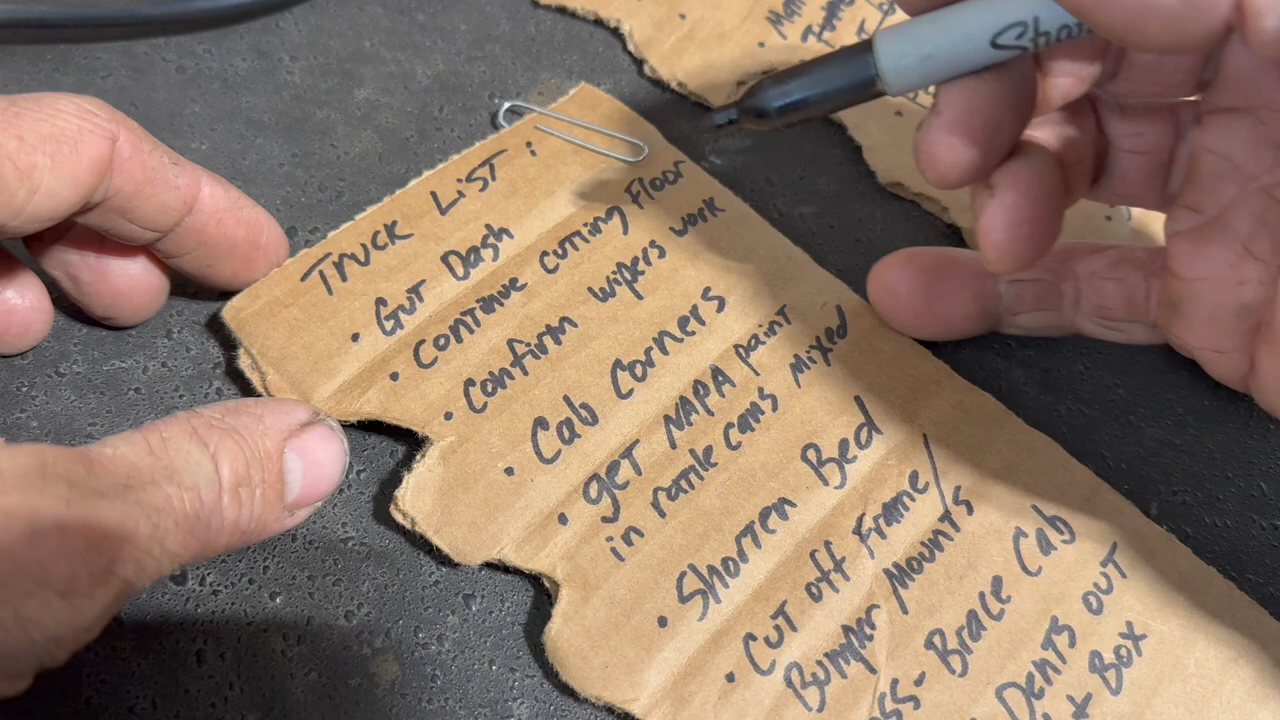 Truck List:
• Gut Dash
• Continue cutting Floor
• Confirm wipers work
• Cab Corners
• get NAPA paint
in rattle cans mixed
• Shorten Bed
• Cut off Frame/
Bumper Mounts
Brace Cab
Dents out
Box